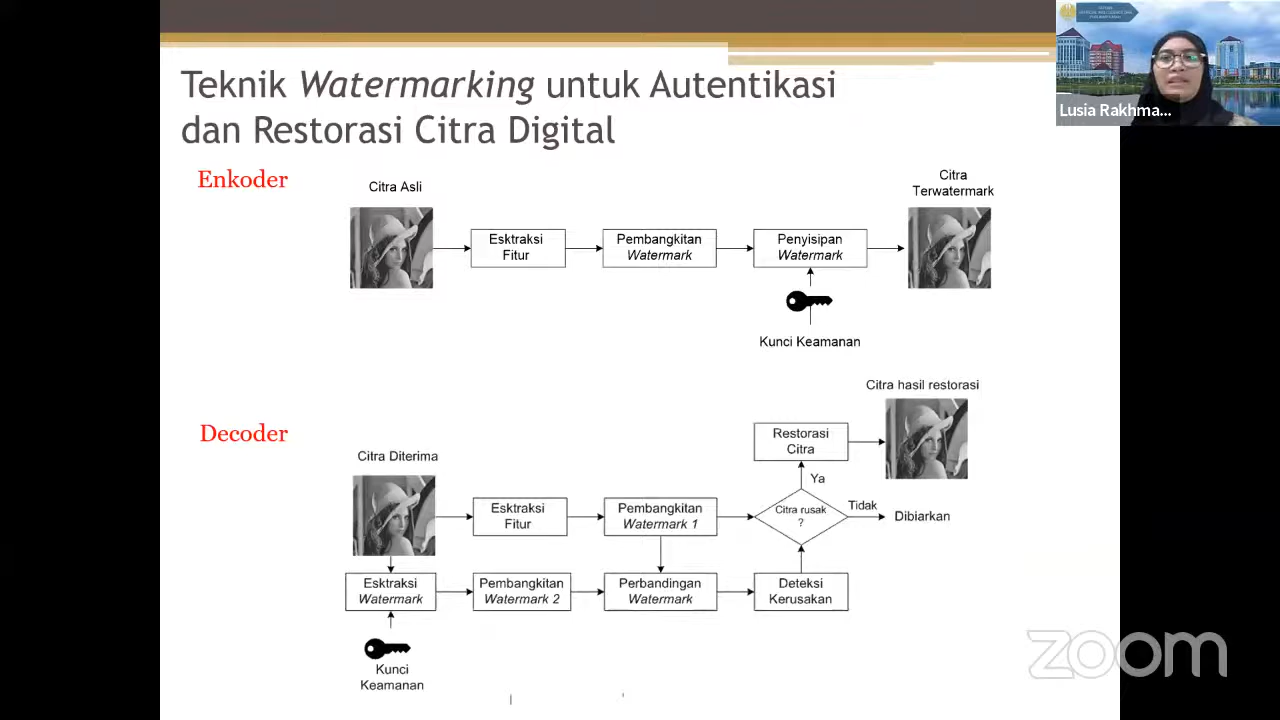 Teknik Watermarking untuk Autentikasi
dan Restorasi Citra Digital
Lusia Rakhma...
Enkoder
Citra Asli
Esktraksi
Fitur
Pembangkitan
Watermark
Penyisipan
Watermark
Citra
Terwatermark
Kunci Keamanan
Decoder
Citra Diterima
Esktraksi
Fitur
Pembangkitan
Watermark 1
Citra rusak
?
Ya
Tidak
Dibiarkan
Restorasi
Citra
Citra hasil restorasi
Esktraksi
Watermark
Pembangkitan
Watermark 2
Perbandingan
Watermark
Deteksi
Kerusakan
Kunci
Keamanan
zoom